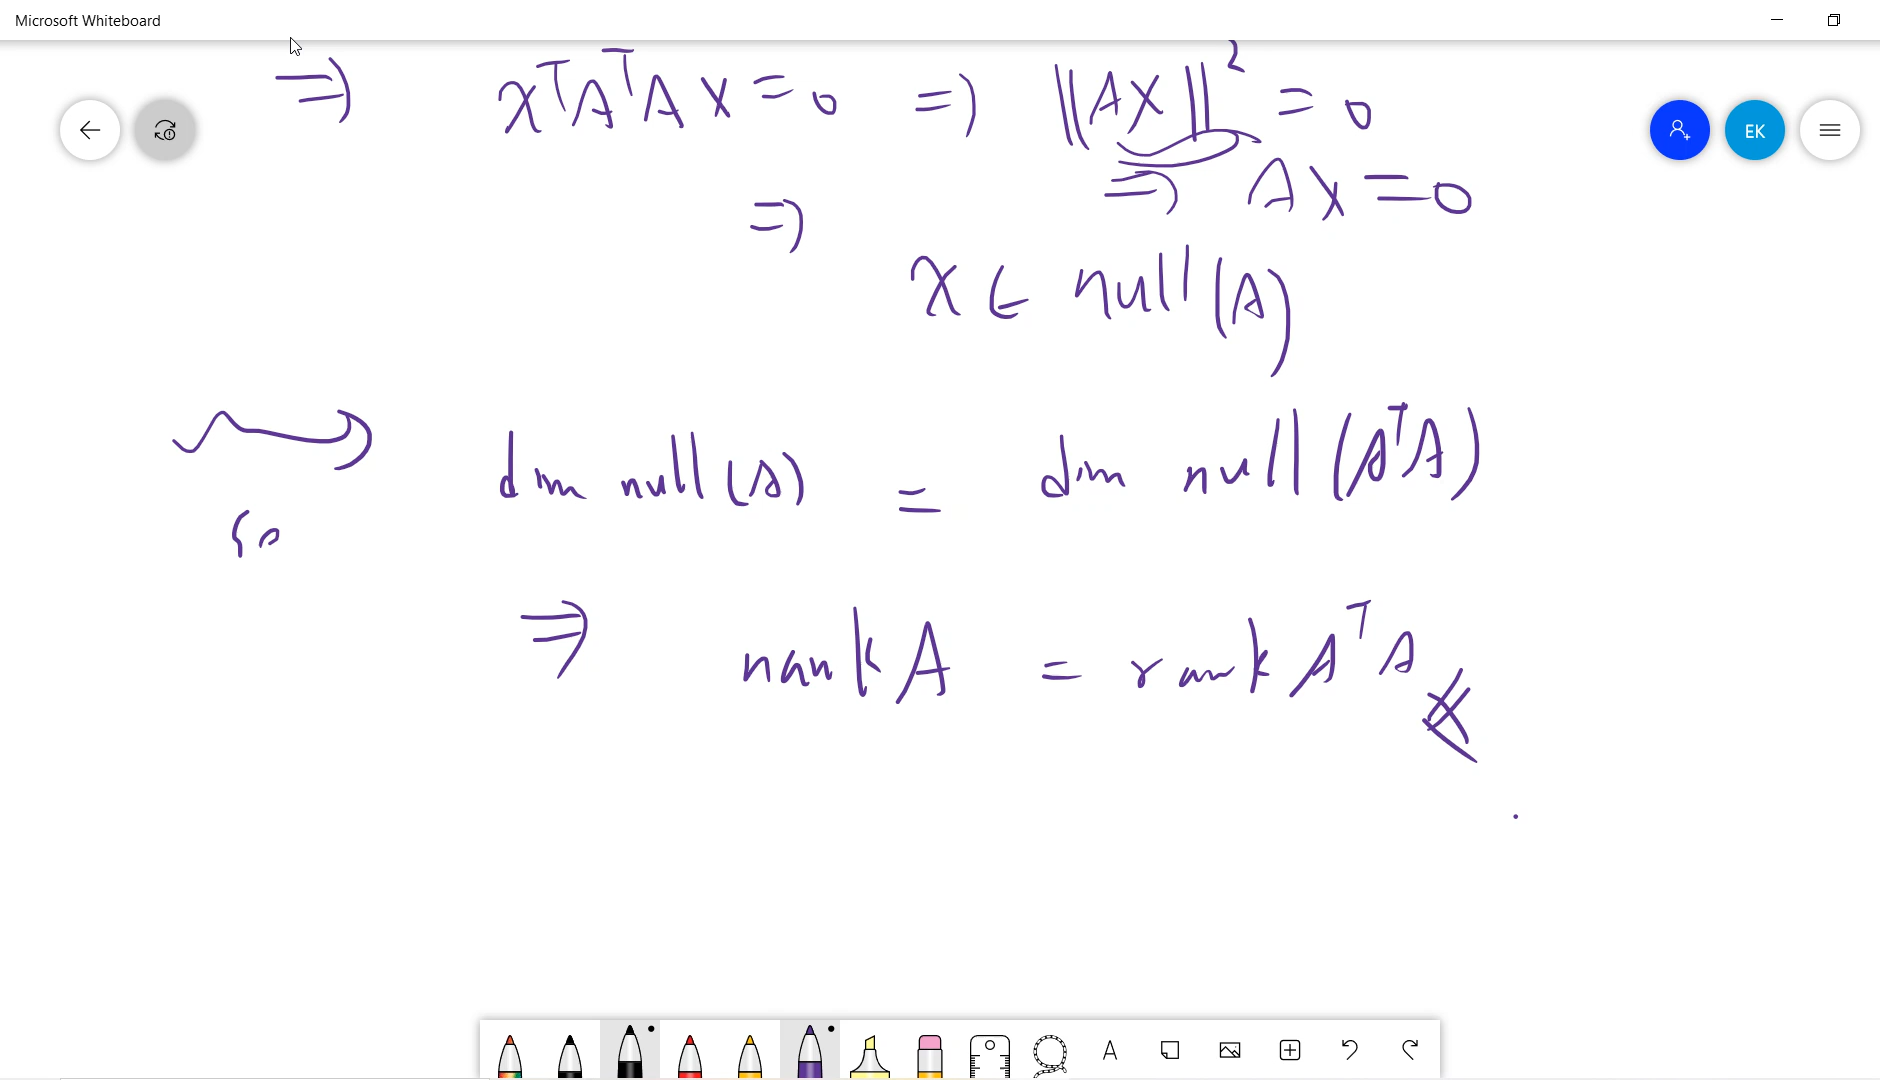 Microsoft Whiteboard
⇒ xᵀAᵀAx = 0 ⇒ ||Ax||² = 0
⇒ Ax = 0
⇒
x ∈ null(A)
dim null(A) = dim null(AᵀA)
So
⇒ rank A = rank AᵀA
EK
A